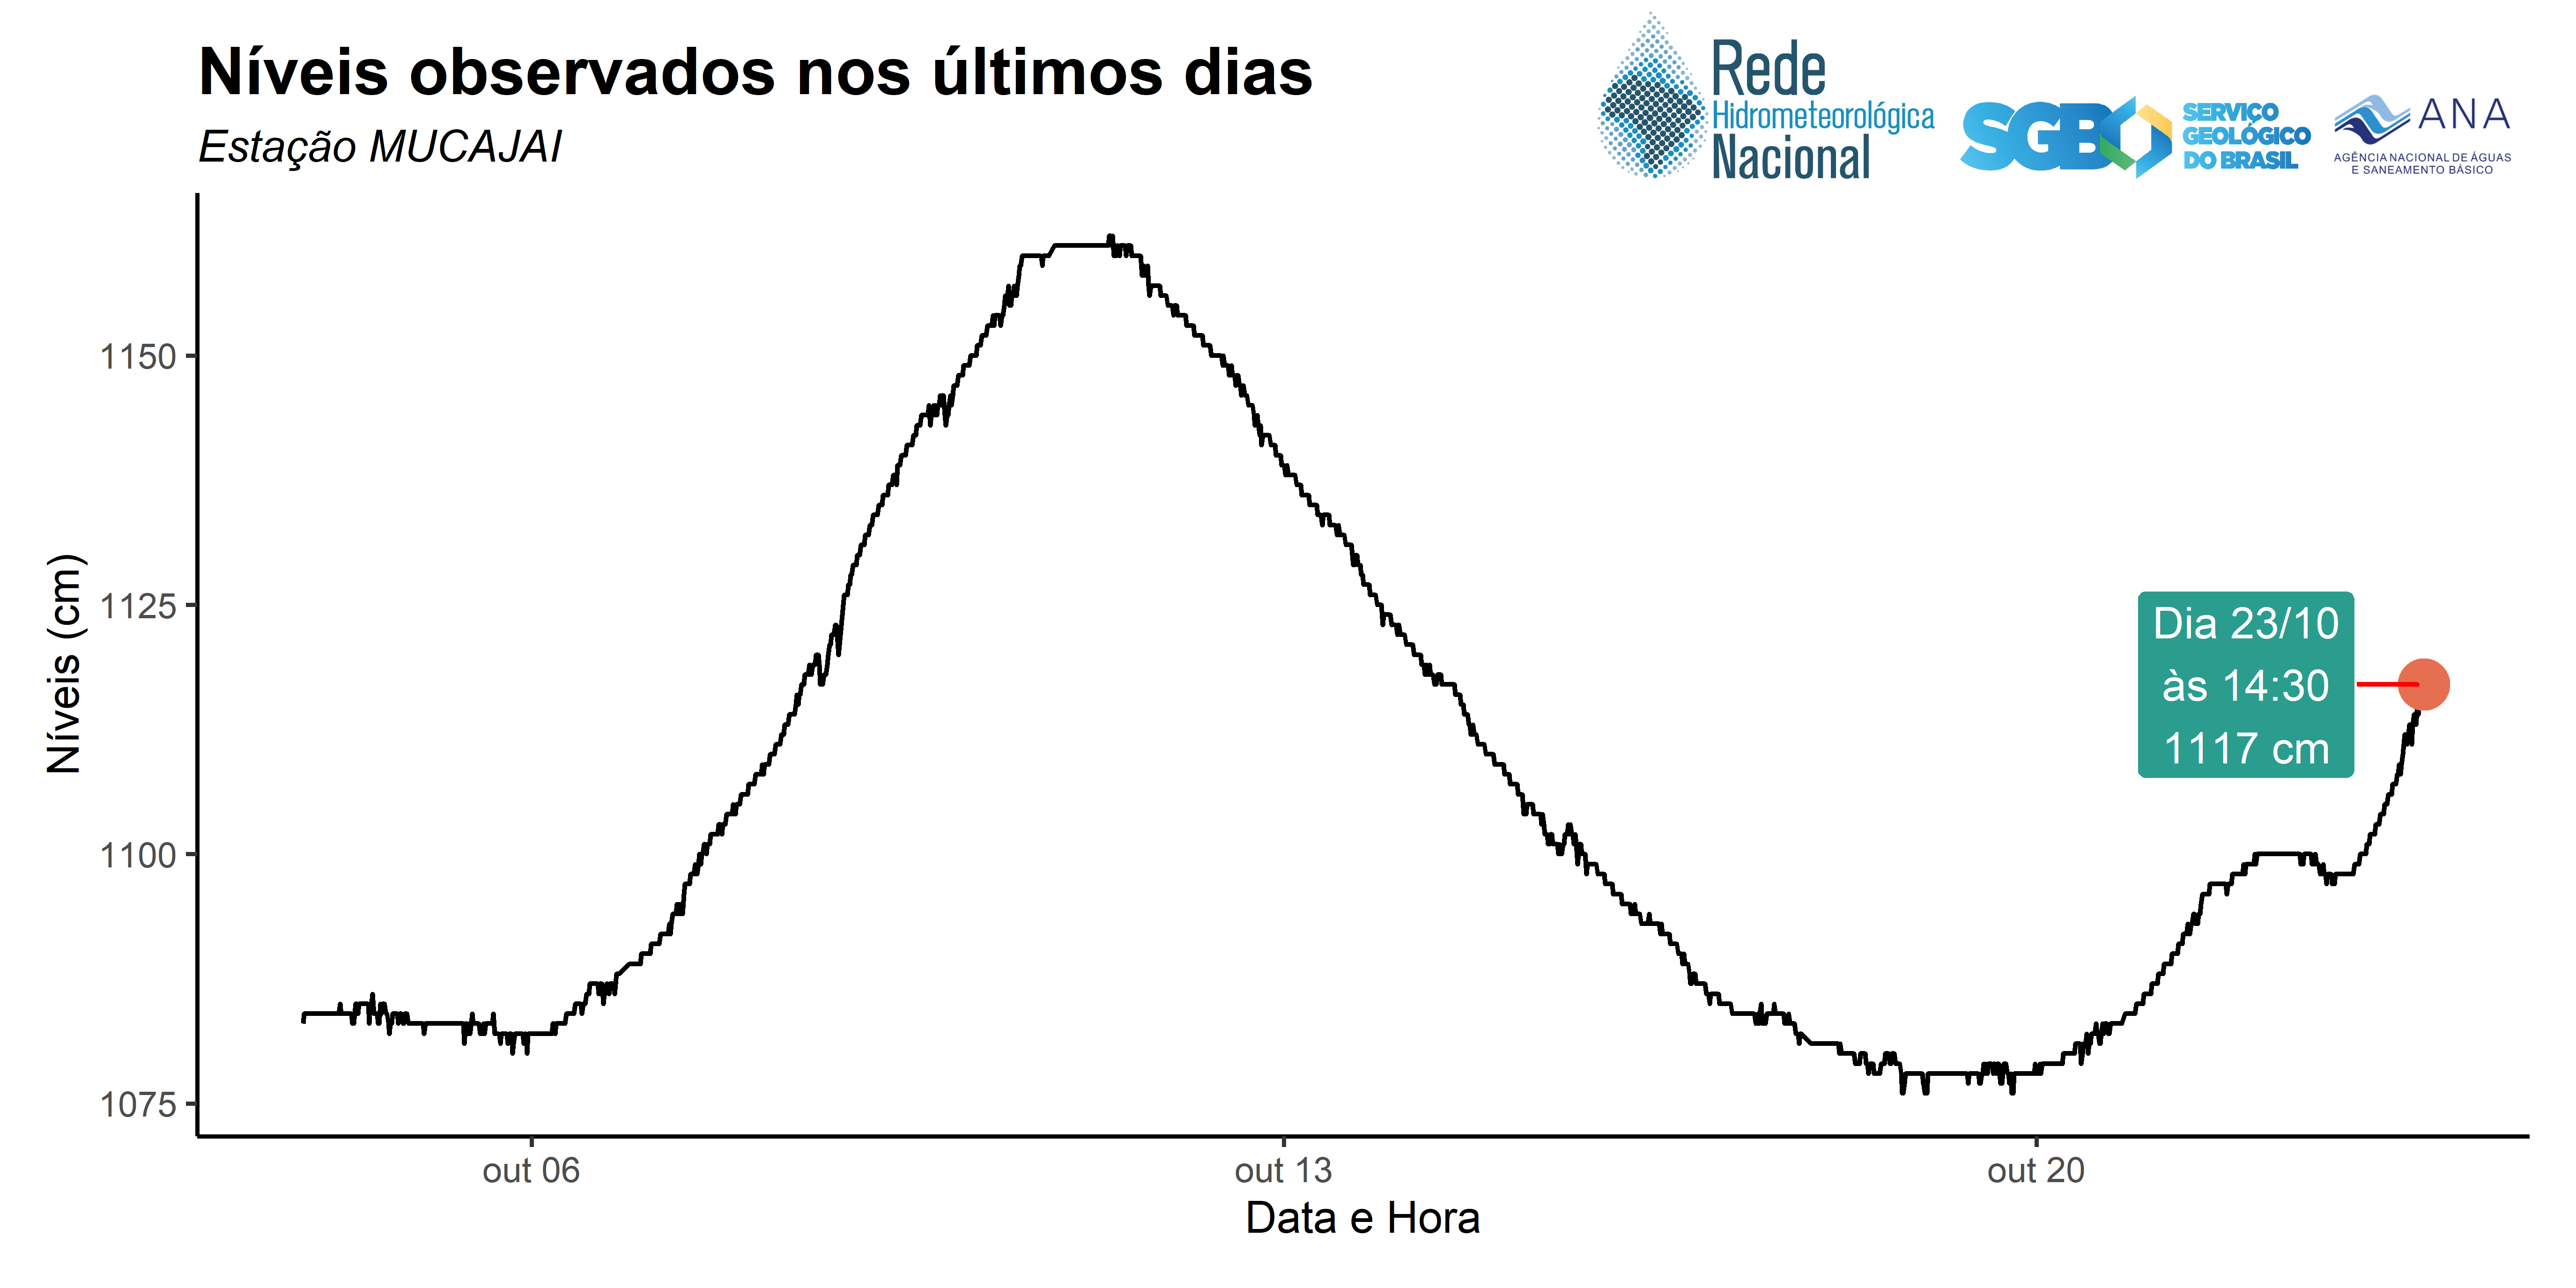 Níveis observados nos últimos dias
Estação MUCAJAI
Rede
Hidrometeorológica
Nacional
SGB
SERVIÇO
GEOLÓGICO
DO BRASIL
ANA
AGÊNCIA NACIONAL DE ÁGUAS
E SANEAMENTO BÁSICO
Níveis (cm)
1150
1125
1100
1075
Dia 23/10
às 14:30
1117 cm
out 06
out 13
out 20
Data e Hora